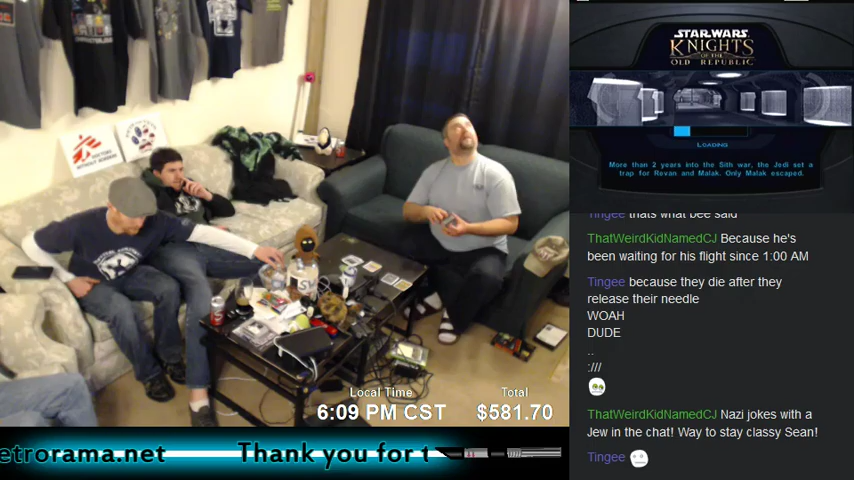 STAR WARS
KNIGHTS
OF THE
OLD REPUBLIC
LOADING
More than 2 years into the Sith war, the Jedi set a
trap for Revan and Malak. Only Malak escaped.
Tingee thats what bee said
ThatWeirdKidNamedCJ Because he's
been waiting for his flight since 1:00 AM
Tingee because they die after they
release their needle
WOAH
DUDE
..
:///
ThatWeirdKidNamedCJ Nazi jokes with a
Jew in the chat! Way to stay classy Sean!
Tingee
Local Time
6:09 PM CST
Total
$581.70
etrorama.net
Thank you for t